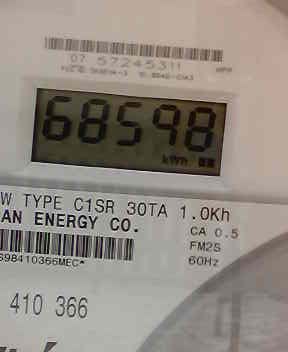 07 57245311
68598
kWh
W TYPE C1SR 30TA 1.0Kh
AN ENERGY CO.
CA 0.5
FM2S
60Hz
698410366MEC*
410 366